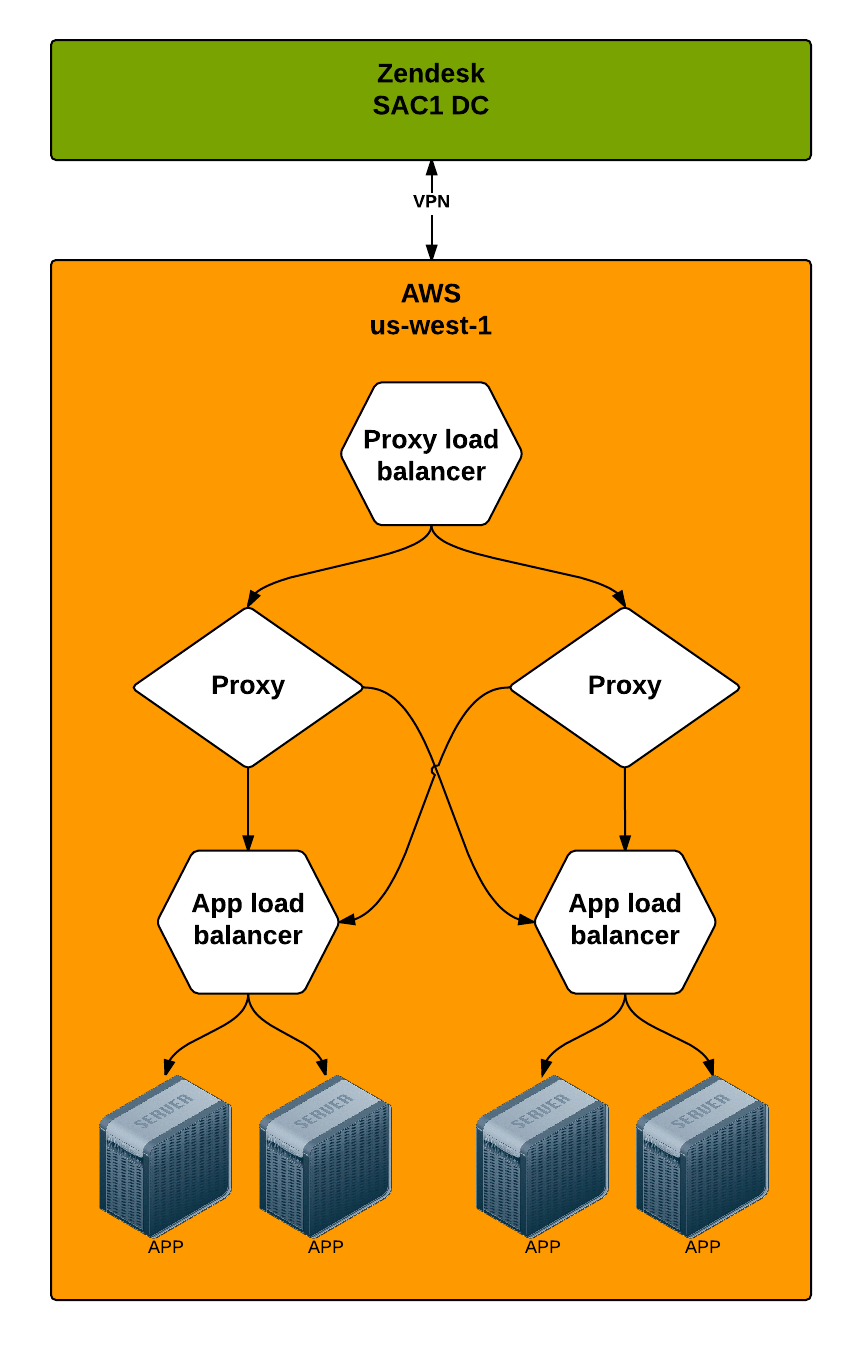 Zendesk
SAC1 DC
VPN
AWS
us-west-1
Proxy load
balancer
Proxy
Proxy
App load
balancer
App load
balancer
SERVER
SERVER
SERVER
SERVER
APP
APP
APP
APP